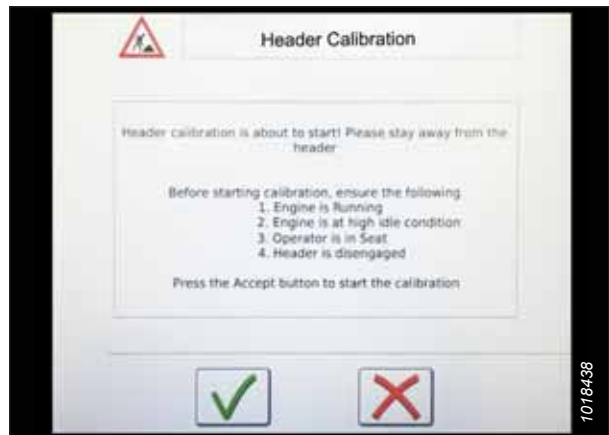 Header Calibration
Header calibration is about to start! Please stay away from the
header
Before starting calibration, ensure the following
1. Engine is Running
2. Engine is at high idle condition
3. Operator is in Seat
4. Header is disengaged
Press the Accept button to start the calibration
1018438